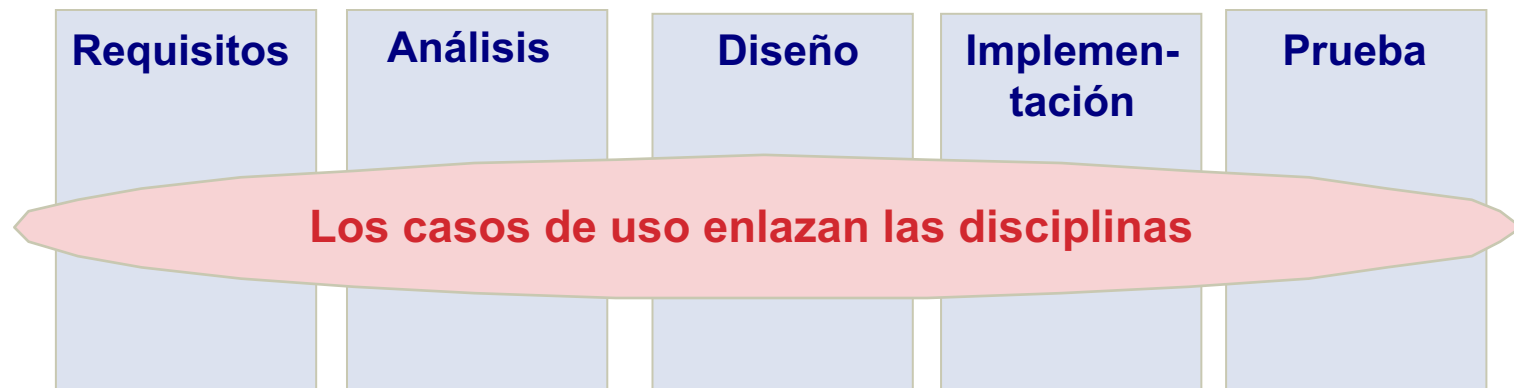 Requisitos
Análisis
Diseño
Implemen-
tación
Prueba
Los casos de uso enlazan las disciplinas